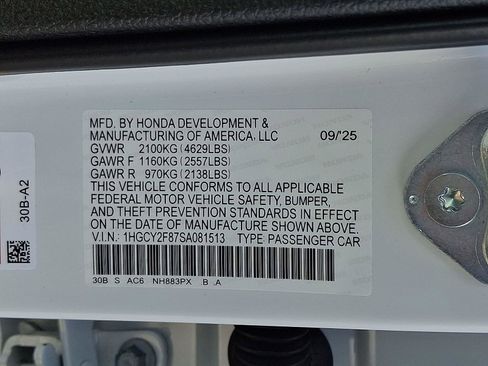 MFD. BY HONDA DEVELOPMENT &
MANUFACTURING OF AMERICA, LLC 09/'25
GVWR 2100KG (4629LBS)
GAWR F 1160KG (2557LBS)
GAWR R 970KG (2138LBS)
THIS VEHICLE CONFORMS TO ALL APPLICABLE
FEDERAL MOTOR VEHICLE SAFETY, BUMPER,
AND THEFT PREVENTION STANDARDS IN EFFECT
ON THE DATE OF MANUFACTURE SHOWN ABOVE.
V.I.N.: 1HGCY2F87SA081513 TYPE PASSENGER CAR
30B S AC6 NH883PX B .A
30B-A2